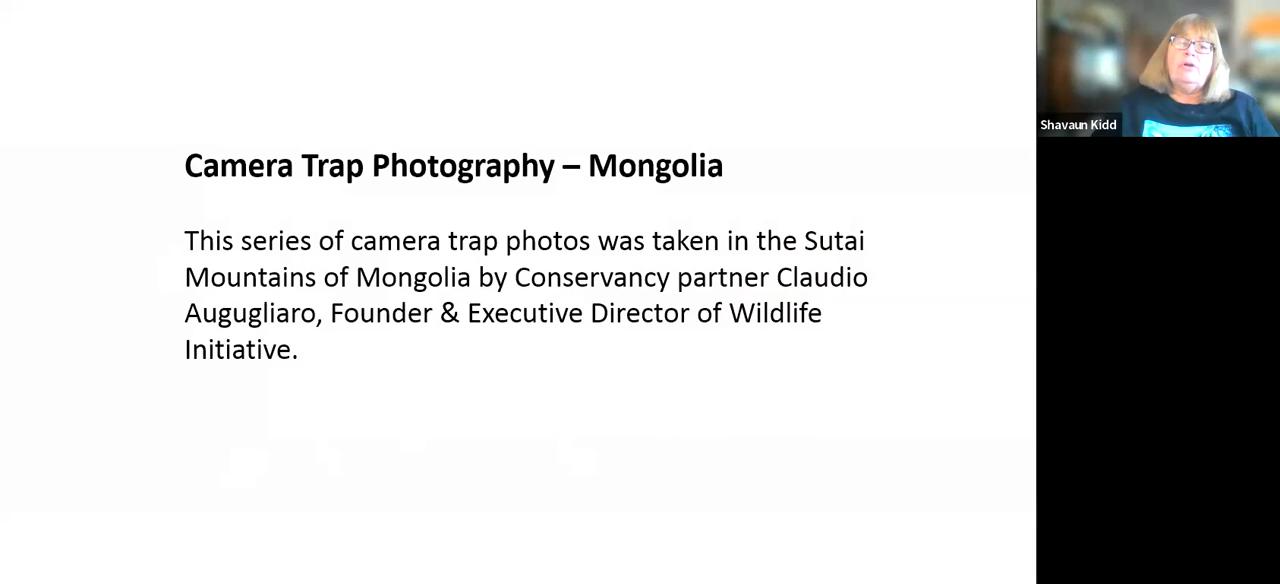 Camera Trap Photography – Mongolia
This series of camera trap photos was taken in the Sutai
Mountains of Mongolia by Conservancy partner Claudio
Augugliaro, Founder & Executive Director of Wildlife
Initiative.
Shavaun Kidd